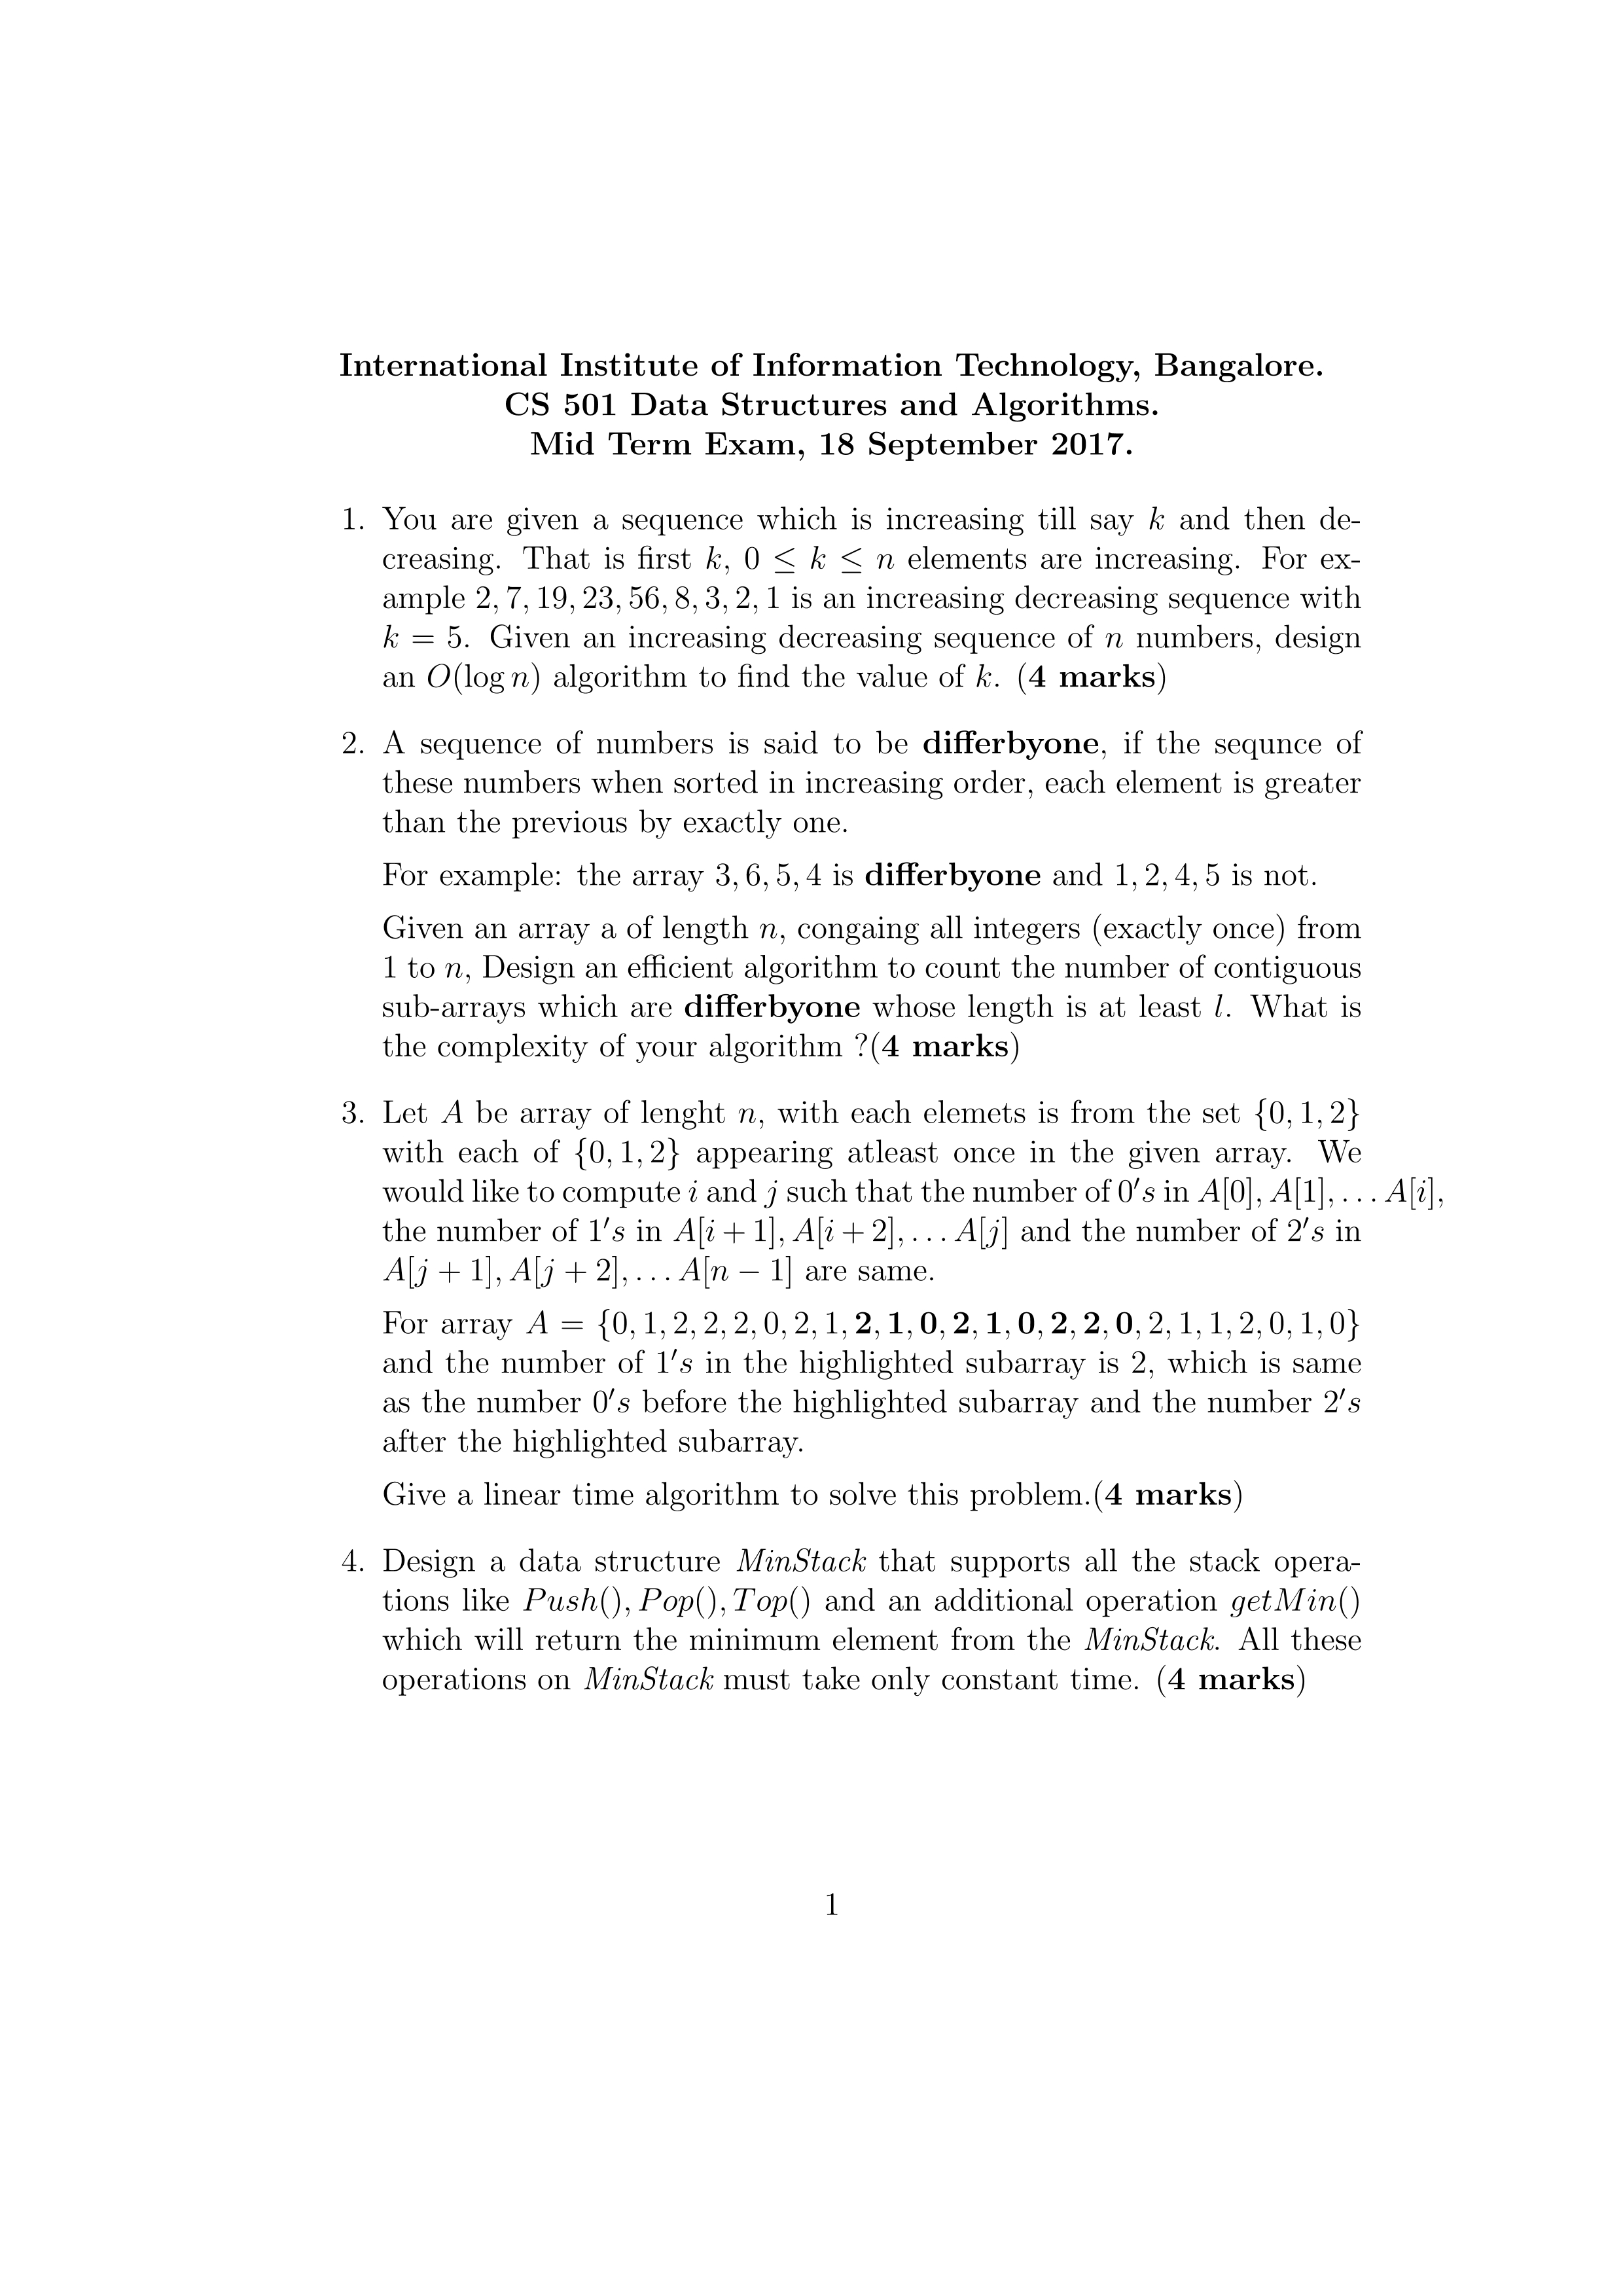 International Institute of Information Technology, Bangalore.
CS 501 Data Structures and Algorithms.
Mid Term Exam, 18 September 2017.
1. You are given a sequence which is increasing till say k and then de-
creasing. That is first k, 0 ≤ k ≤ n elements are increasing. For ex-
ample 2, 7, 19, 23, 56, 8, 3, 2, 1 is an increasing decreasing sequence with
k = 5. Given an increasing decreasing sequence of n numbers, design
an O(log n) algorithm to find the value of k. (4 marks)
2. A sequence of numbers is said to be differbyone, if the sequnce of
these numbers when sorted in increasing order, each element is greater
than the previous by exactly one.
For example: the array 3, 6, 5, 4 is differbyone and 1, 2, 4, 5 is not.
Given an array a of length n, congaing all integers (exactly once) from
1 to n, Design an efficient algorithm to count the number of contiguous
sub-arrays which are differbyone whose length is at least l. What is
the complexity of your algorithm ?(4 marks)
3. Let A be array of lenght n, with each elemets is from the set {0, 1, 2}
with each of {0, 1, 2} appearing atleast once in the given array. We
would like to compute i and j such that the number of 0′s in A[0], A[1], . . . A[i],
the number of 1′s in A[i + 1], A[i + 2], . . . A[j] and the number of 2′s in
A[j + 1], A[j + 2], . . . A[n − 1] are same.
For array A = {0, 1, 2, 2, 2, 0, 2, 1, 2, 1, 0, 2, 1, 0, 2, 2, 0, 2, 1, 1, 2, 0, 1, 0}
and the number of 1′s in the highlighted subarray is 2, which is same
as the number 0′s before the highlighted subarray and the number 2′s
after the highlighted subarray.
Give a linear time algorithm to solve this problem.(4 marks)
4. Design a data structure MinStack that supports all the stack opera-
tions like Push(), Pop(), Top() and an additional operation getMin()
which will return the minimum element from the MinStack. All these
operations on MinStack must take only constant time. (4 marks)
1